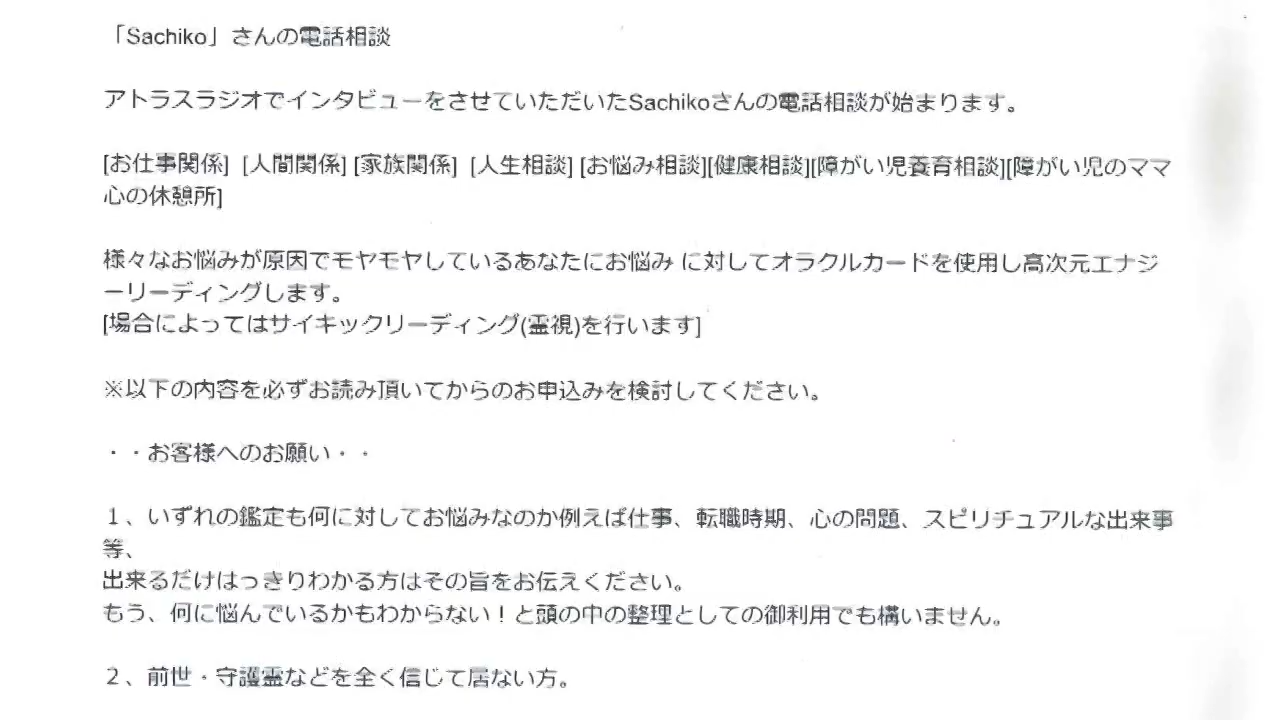 「Sachiko」さんの電話相談
アトラスラジオでインタビューをさせていただいたSachikoさんの電話相談が始まります。
[お仕事関係] [人間関係] [家族関係] [人生相談] [お悩み相談][健康相談][障がい児養育相談][障がい児のママ
心の休憩所]
様々なお悩みが原因でモヤモヤしているあなたにお悩み に対してオラクルカードを使用し高次元エナジ
ーリーディングします。
[場合によってはサイキックリーディング(霊視)を行います]
※以下の内容を必ずお読み頂いてからのお申込みを検討してください。
・・お客様へのお願い・・
１、いずれの鑑定も何に対してお悩みなのか例えば仕事、転職時期、心の問題、スピリチュアルな出来事
等、
出来るだけはっきりわかる方はその旨をお伝えください。
もう、何に悩んでいるかもわからない！と頭の中の整理としての御利用でも構いません。
２、前世・守護霊などを全く信じて居ない方。